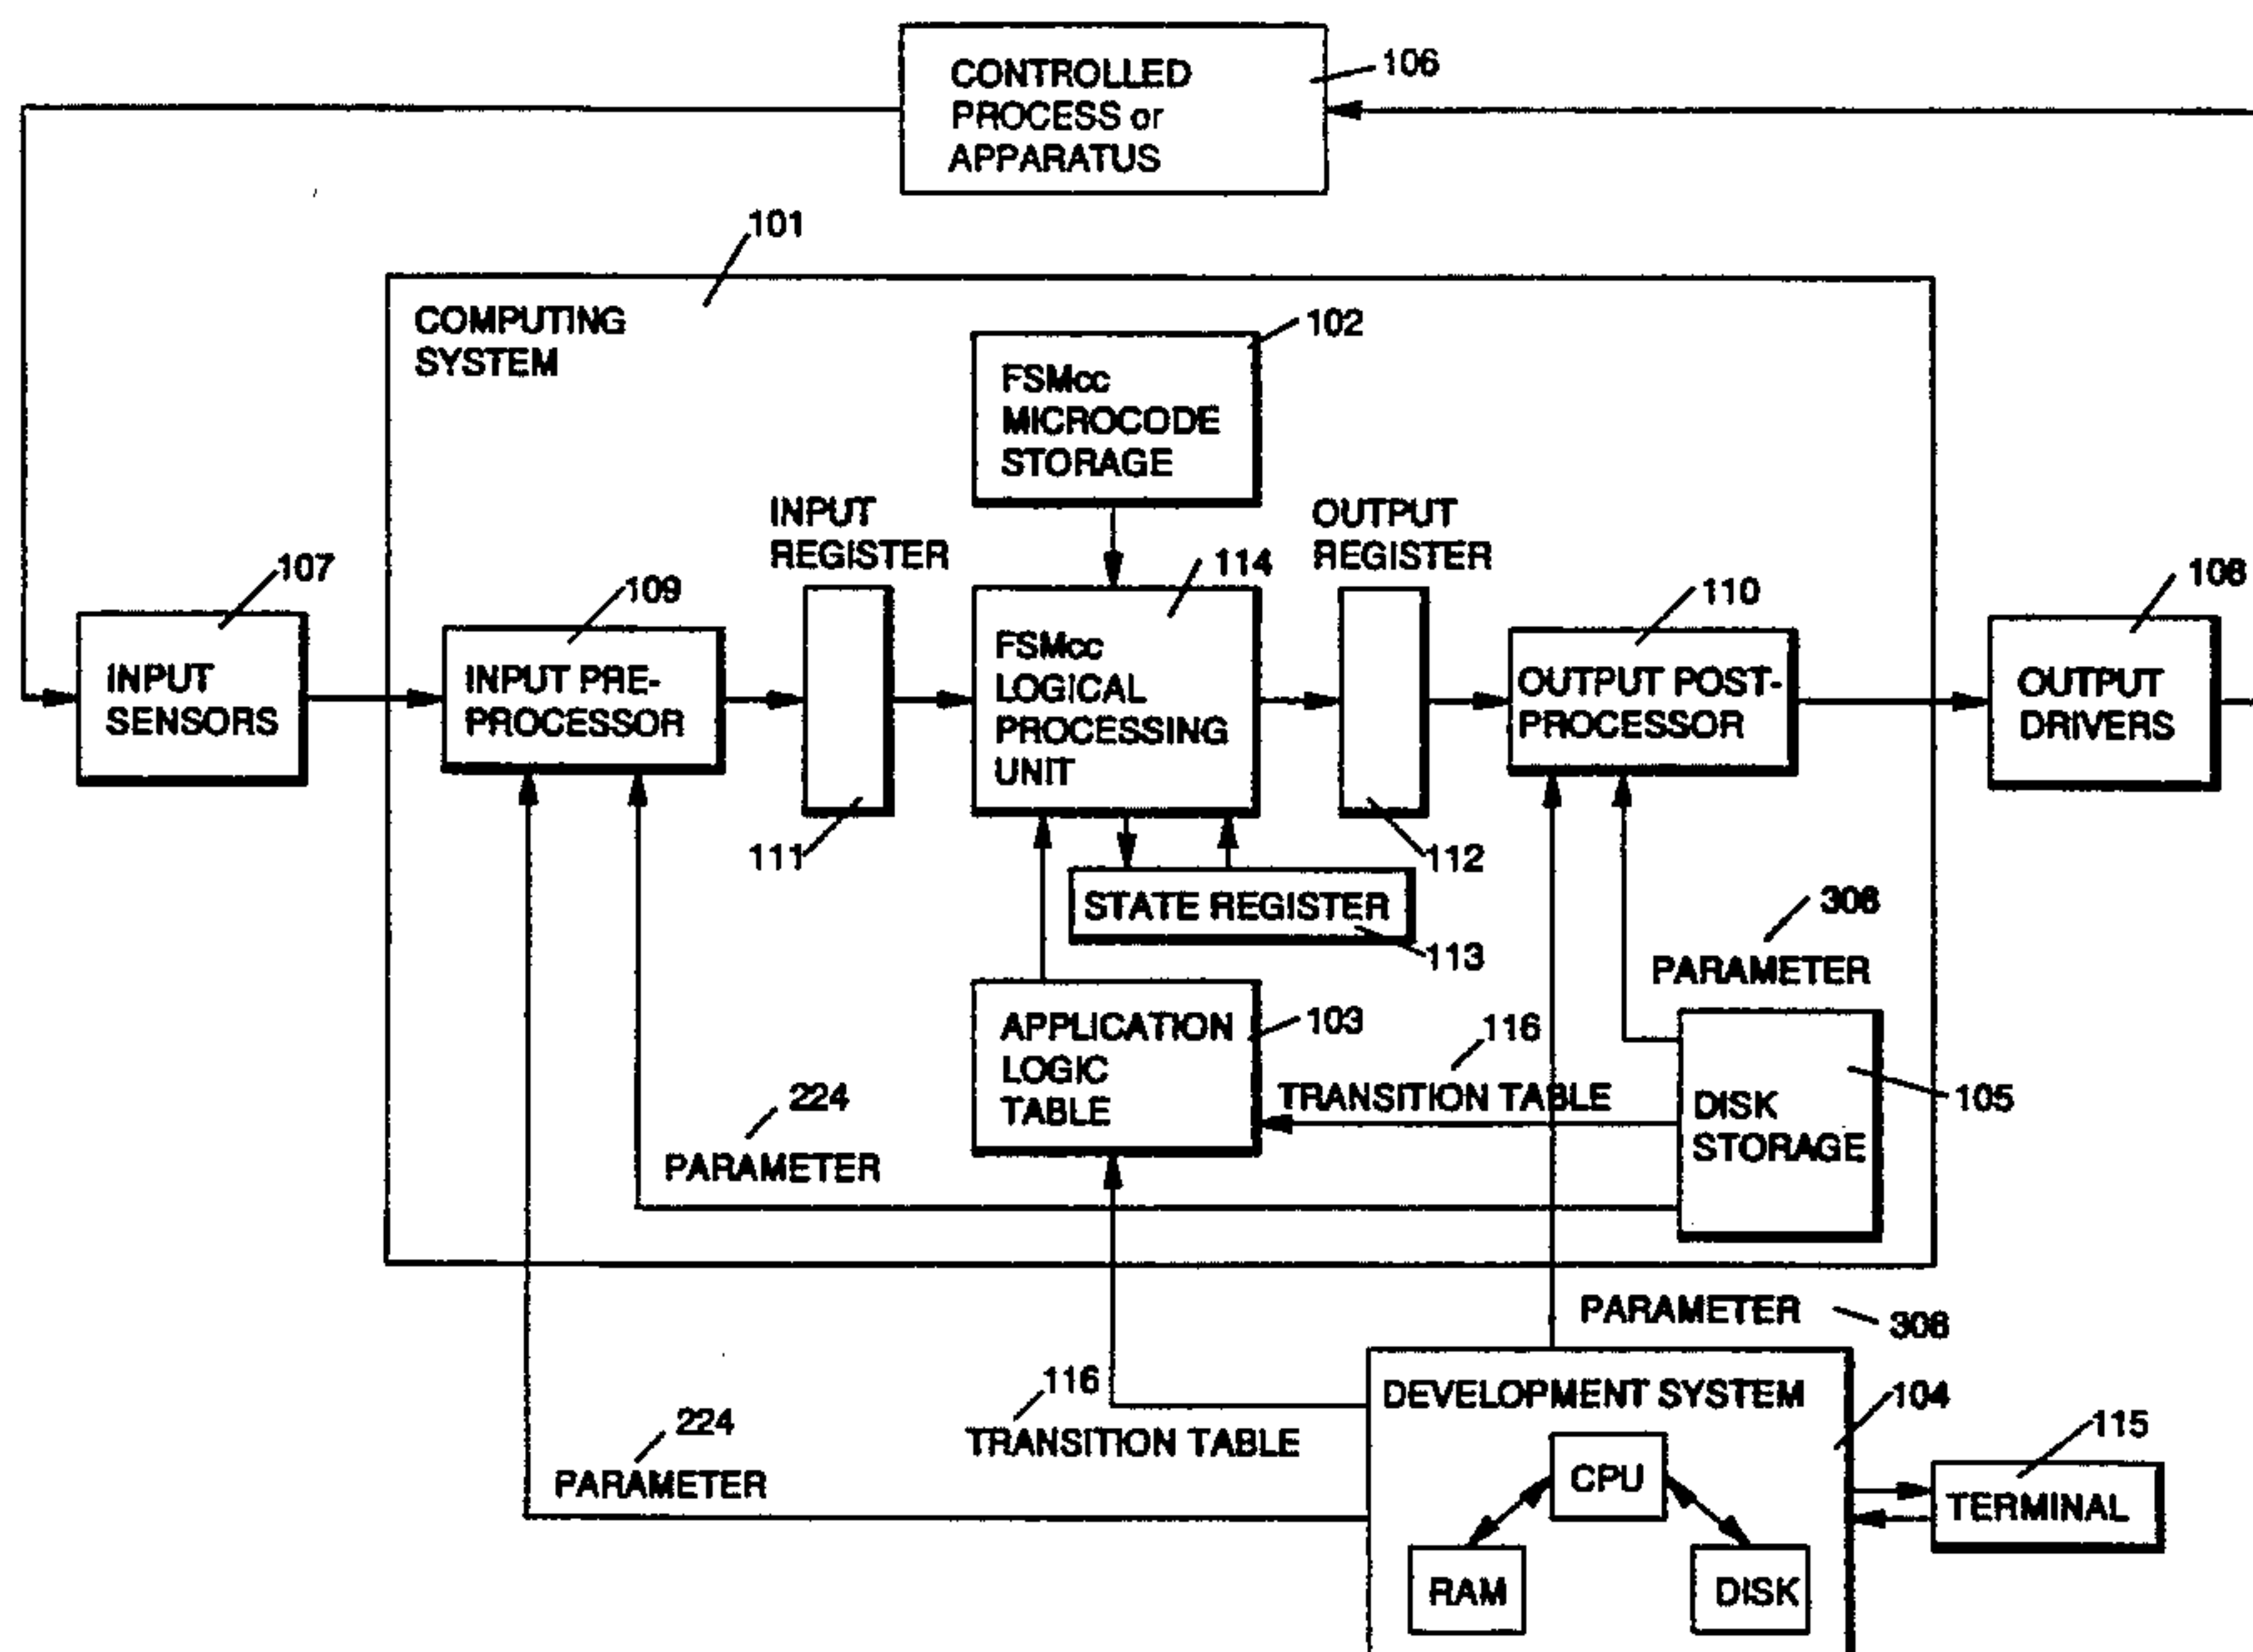 CONTROLLED
PROCESS or
APPARATUS
106
101
COMPUTING
SYSTEM
102
FSMcc
MICROCODE
STORAGE
INPUT
REGISTER
OUTPUT
REGISTER
107
INPUT
SENSORS
109
INPUT PRE-
PROCESSOR
111
114
FSMcc
LOGICAL
PROCESSING
UNIT
112
110
OUTPUT POST-
PROCESSOR
108
OUTPUT
DRIVERS
STATE REGISTER
113
306
PARAMETER
APPLICATION
LOGIC
TABLE
103
116
TRANSITION TABLE
DISK
STORAGE
105
224
PARAMETER
PARAMETER
306
116
TRANSITION TABLE
224
PARAMETER
DEVELOPMENT SYSTEM
104
CPU
RAM
DISK
115
TERMINAL